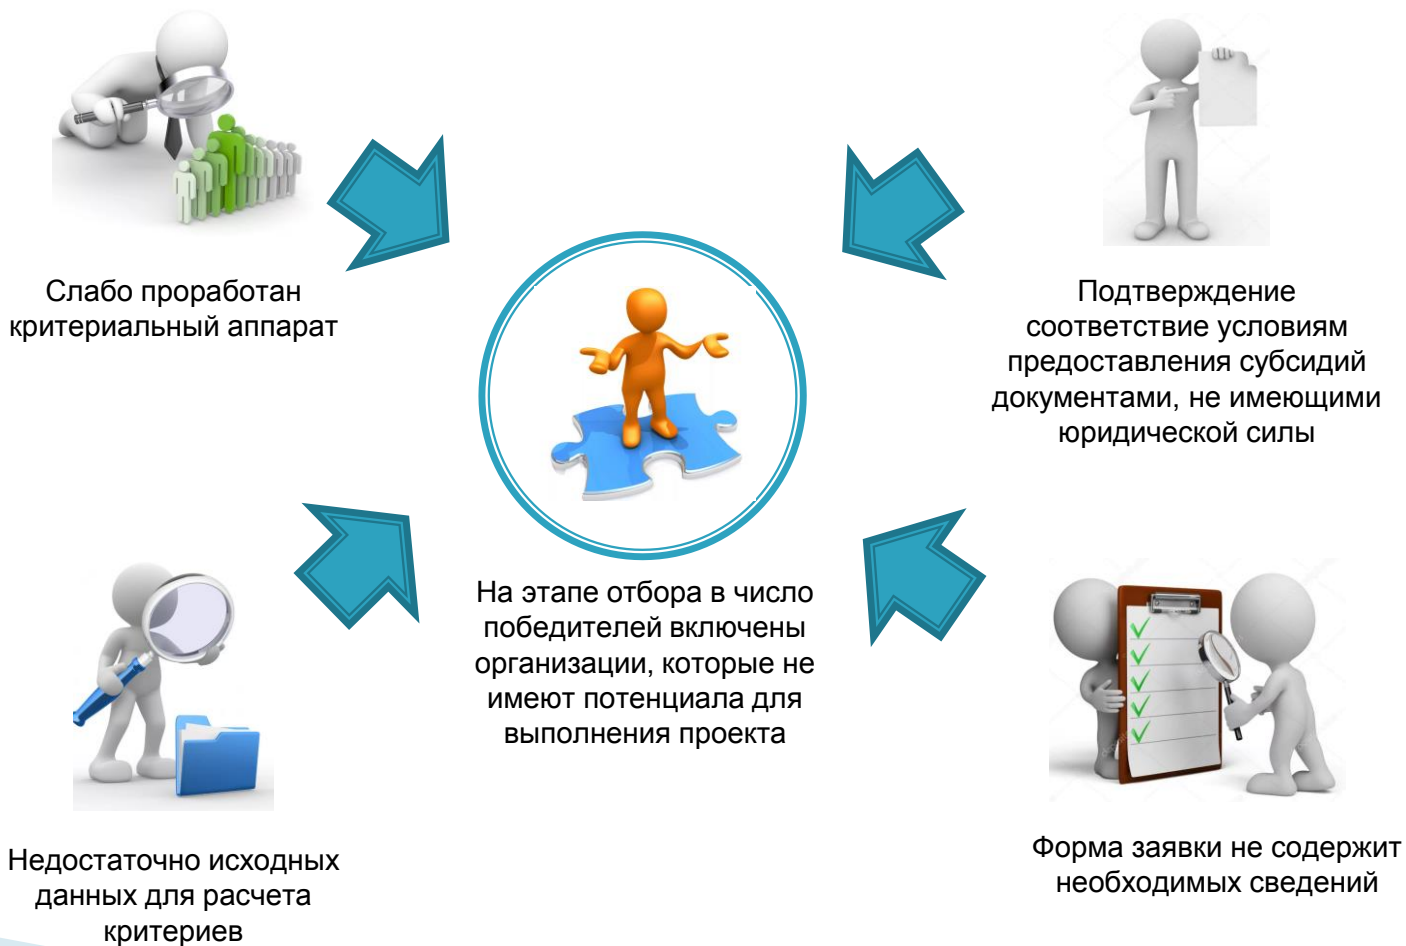 Слабо проработан
критериальный аппарат
Подтверждение
соответствие условиям
предоставления субсидий
документами, не имеющими
юридической силы
На этапе отбора в число
победителей включены
организации, которые не
имеют потенциала для
выполнения проекта
Недостаточно исходных
данных для расчета
критериев
Форма заявки не содержит
необходимых сведений